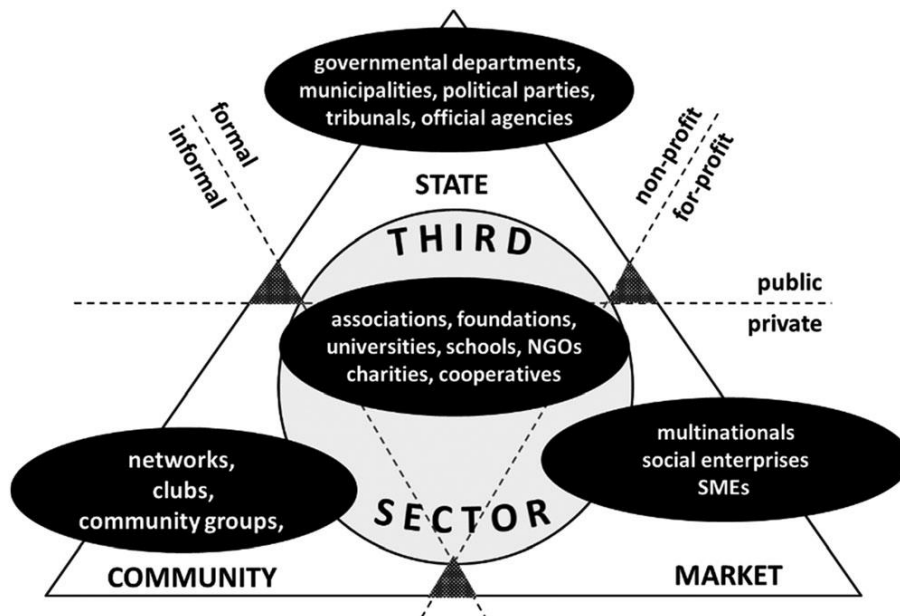 governmental departments,
municipalities, political parties,
tribunals, official agencies
formal
informal
non-profit
for-profit
STATE
THIRD
public
private
associations, foundations,
universities, schools, NGOs
charities, cooperatives
networks,
clubs,
community groups,
multinationals
social enterprises
SMEs
SECTOR
COMMUNITY
MARKET